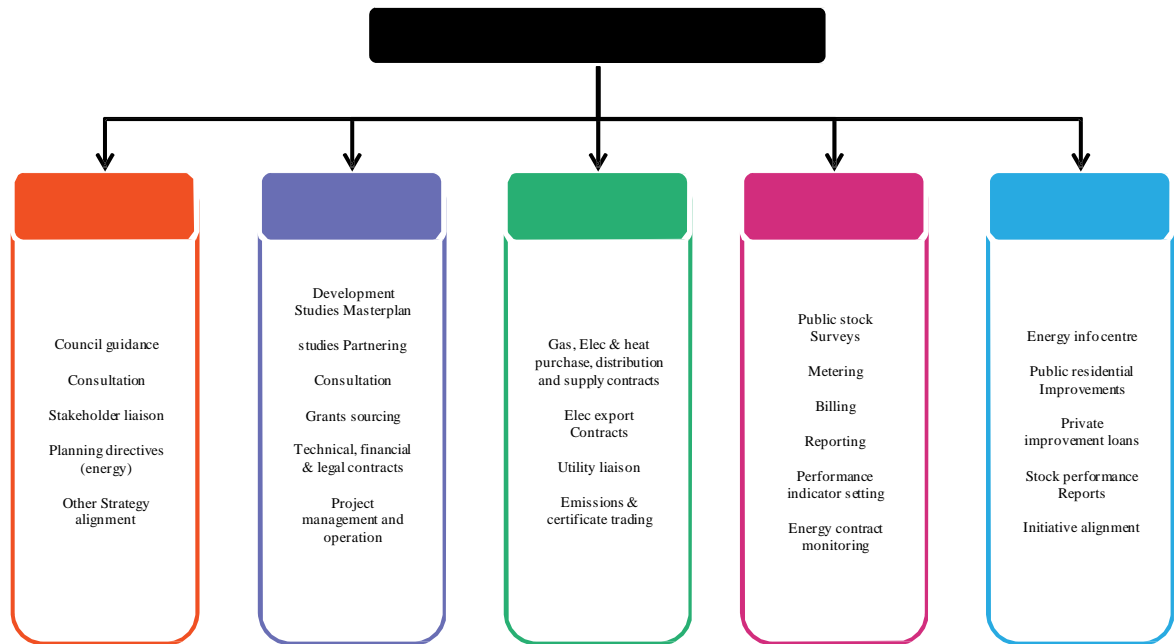 Council guidance
Consultation
Stakeholder liaison
Planning directives
(energy)
Other Strategy
alignment
Development
Studies Masterplan
studies Partnering
Consultation
Grants sourcing
Technical, financial
& legal contracts
Project
management and
operation
Gas, Elec & heat
purchase, distribution
and supply contracts
Elec export
Contracts
Utility liaison
Emissions &
certificate trading
Public stock
Surveys
Metering
Billing
Reporting
Performance
indicator setting
Energy contract
monitoring
Energy info centre
Public residential
Improvements
Private
improvement loans
Stock performance
Reports
Initiative alignment